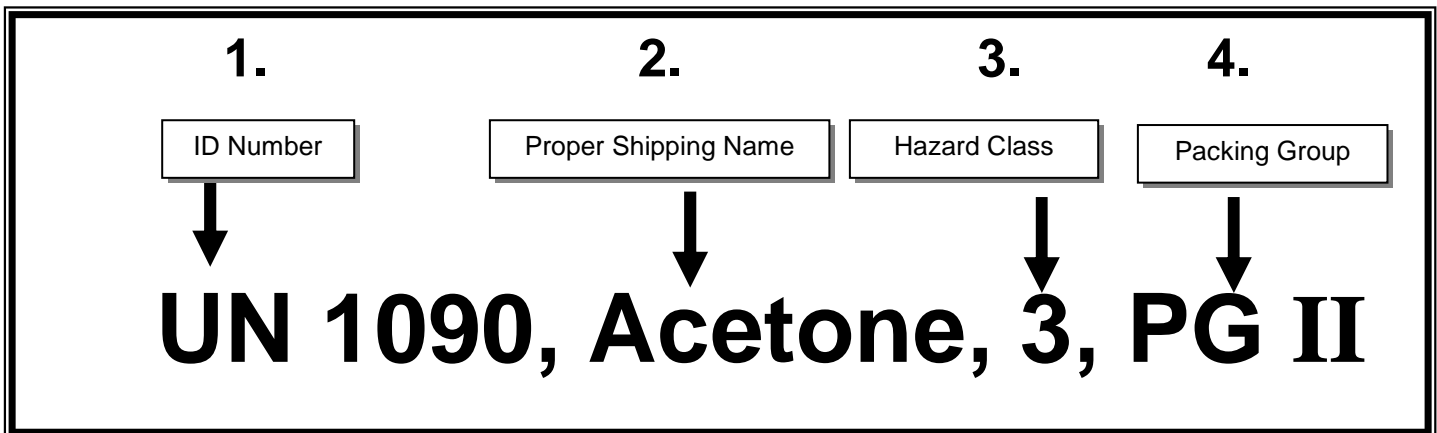 1. 2. 3. 4.
ID Number Proper Shipping Name Hazard Class Packing Group
UN 1090, Acetone, 3, PG II